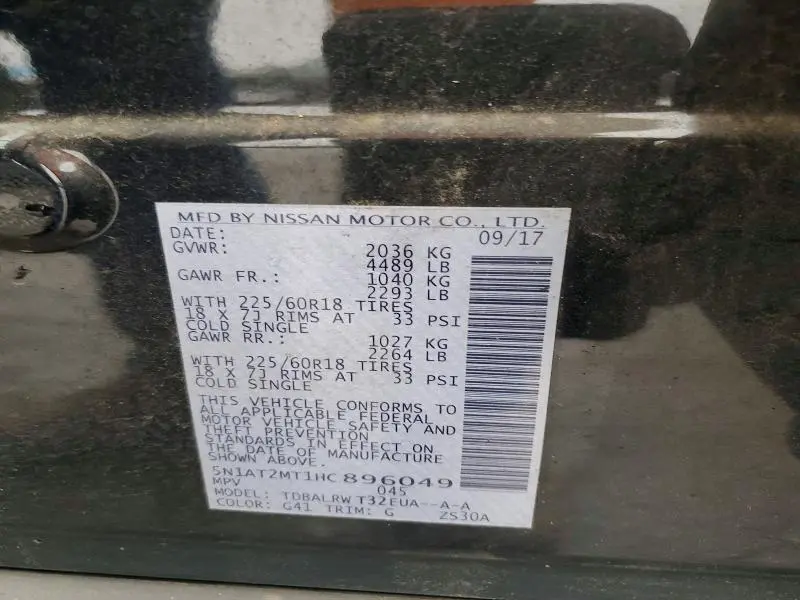 MFD BY NISSAN MOTOR CO., LTD.
DATE: 09/17
GVWR: 2036 KG
4489 LB
GAWR FR.: 1040 KG
2293 LB
WITH 225/60R18 TIRES
18 X 7J RIMS AT 33 PSI
COLD SINGLE
GAWR RR.: 1027 KG
2264 LB
WITH 225/60R18 TIRES
18 X 7J RIMS AT 33 PSI
COLD SINGLE
THIS VEHICLE CONFORMS TO
ALL APPLICABLE FEDERAL
MOTOR VEHICLE SAFETY AND
THEFT PREVENTION
STANDARDS IN EFFECT ON
THE DATE OF MANUFACTURE
SHOWN ABOVE.
5N1AT2MT1HC896049
MPV 045
MODEL: TDBALRW T32EUA--A-A
COLOR: G41 TRIM: G ZS30A